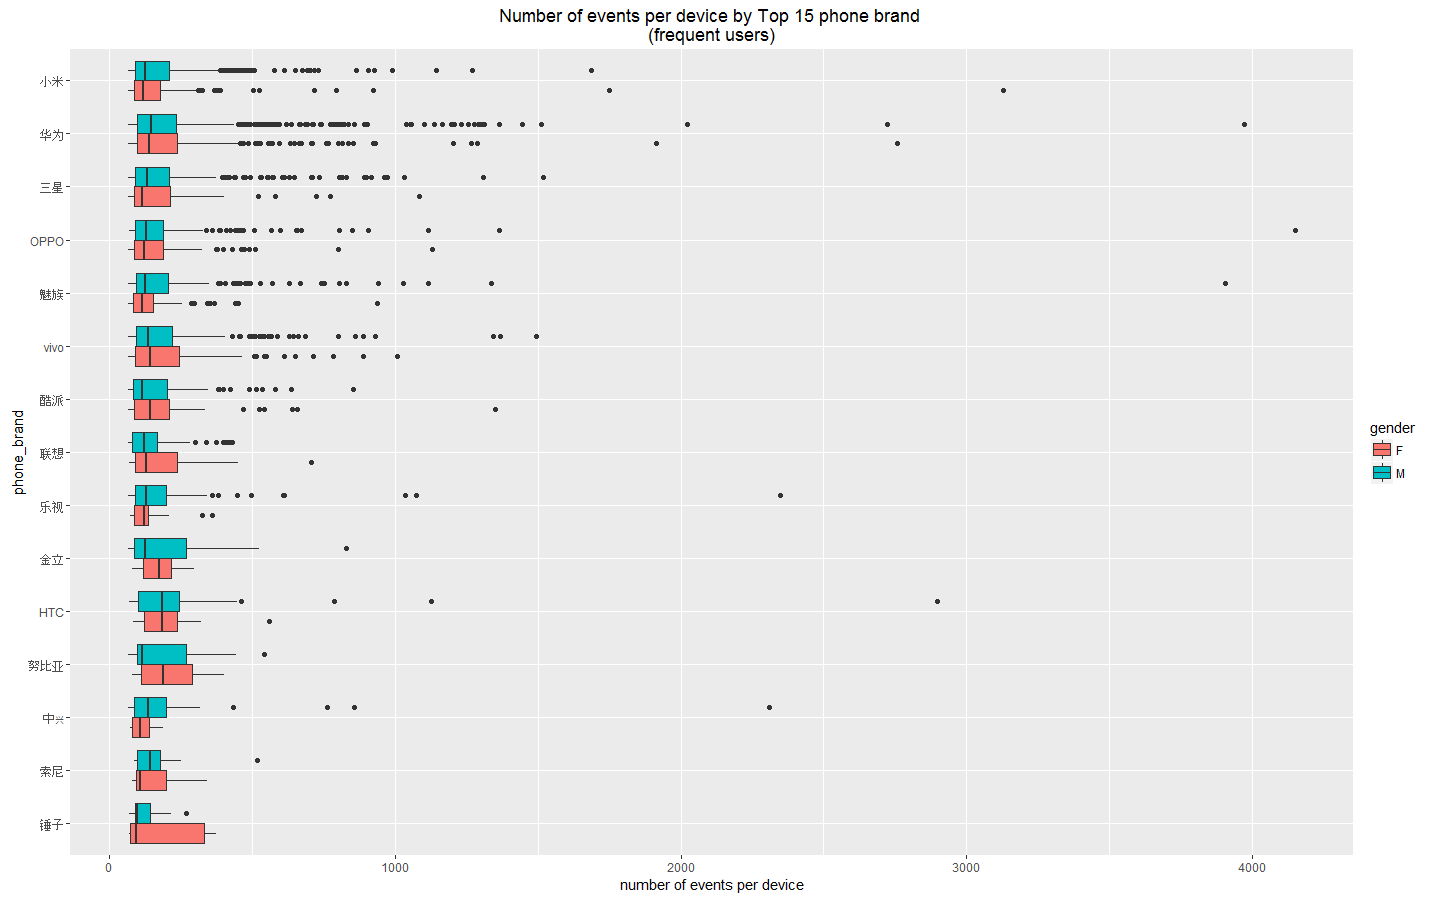 Number of events per device by Top 15 phone brand
(frequent users)
phone_brand
小米
华为
三星
OPPO
魅族
vivo
酷派
联想
乐视
金立
HTC
努比亚
中兴
索尼
锤子
0 1000 2000 3000 4000
number of events per device
gender
F
M